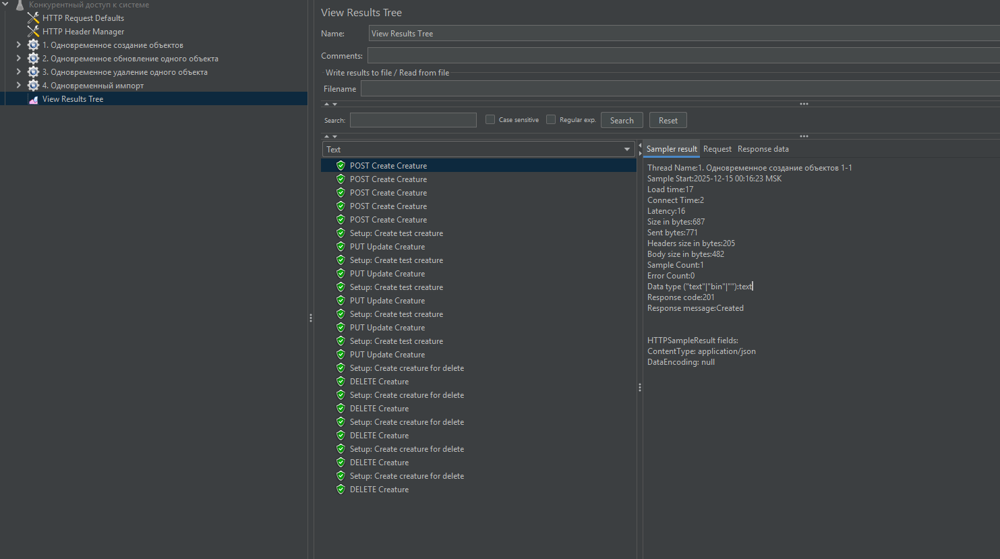 Конкурентный доступ к системе
HTTP Request Defaults
HTTP Header Manager
1. Одновременное создание объектов
2. Одновременное обновление одного объекта
3. Одновременное удаление одного объекта
4. Одновременный импорт
View Results Tree
View Results Tree
Name: View Results Tree
Comments:
Write results to file / Read from file
Filename
Search: Case sensitive Regular exp. Search Reset
Text
POST Create Creature
POST Create Creature
POST Create Creature
POST Create Creature
POST Create Creature
Setup: Create test creature
PUT Update Creature
Setup: Create test creature
PUT Update Creature
Setup: Create test creature
PUT Update Creature
Setup: Create test creature
PUT Update Creature
Setup: Create test creature
PUT Update Creature
Setup: Create creature for delete
DELETE Creature
Setup: Create creature for delete
DELETE Creature
Setup: Create creature for delete
DELETE Creature
Setup: Create creature for delete
DELETE Creature
Setup: Create creature for delete
DELETE Creature
Sampler result Request Response data
Thread Name:1. Одновременное создание объектов 1-1
Sample Start:2025-12-15 00:16:23 MSK
Load time:17
Connect Time:2
Latency:16
Size in bytes:687
Sent bytes:771
Headers size in bytes:205
Body size in bytes:482
Sample Count:1
Error Count:0
Data type ("text"|"bin"|""):text
Response code:201
Response message:Created
HTTPSampleResult fields:
ContentType: application/json
DataEncoding: null